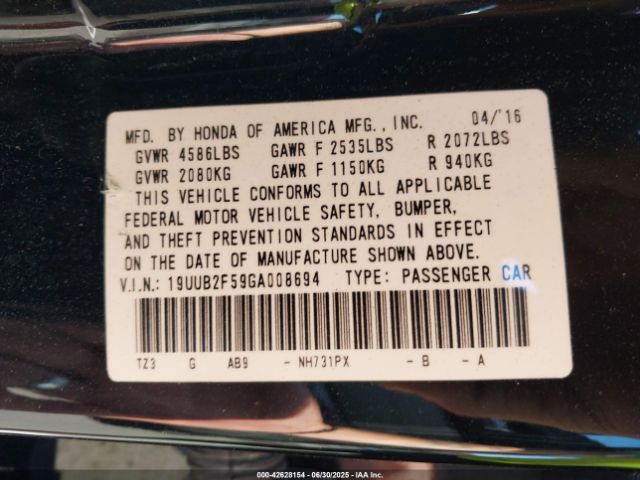 MFD. BY HONDA OF AMERICA MFG., INC. 04/'16
GVWR 4586LBS GAWR F 2535LBS R 2072LBS
GVWR 2080KG GAWR F 1150KG R 940KG
THIS VEHICLE CONFORMS TO ALL APPLICABLE
FEDERAL MOTOR VEHICLE SAFETY, BUMPER,
AND THEFT PREVENTION STANDARDS IN EFFECT
ON THE DATE OF MANUFACTURE SHOWN ABOVE.
V.I.N.: 19UUB2F59GA008694 TYPE: PASSENGER CAR
TZ3 G AB9 - NH731PX - B - A
000-42628154 - 06/30/2025 - IAA Inc.